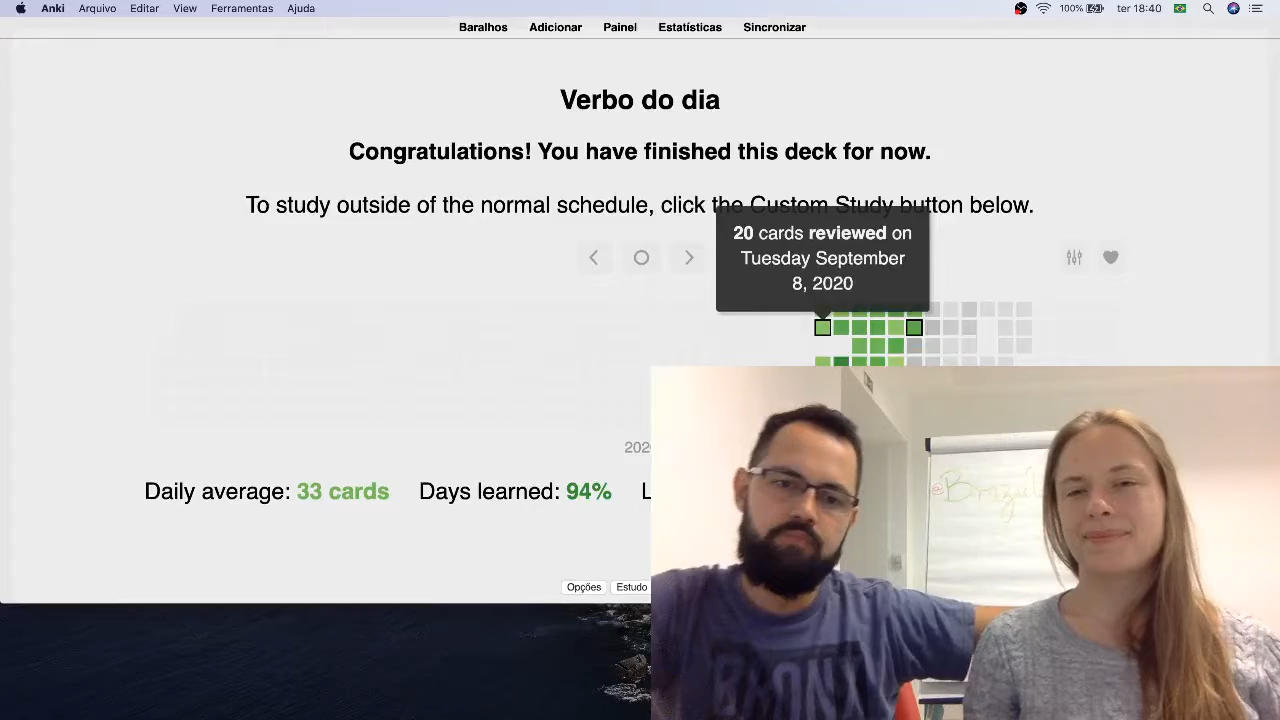 Anki Arquivo Editar View Ferramentas Ajuda 100% ter 18:40
Baralhos Adicionar Painel Estatísticas Sincronizar
Verbo do dia
Congratulations! You have finished this deck for now.
To study outside of the normal schedule, click the Custom Study button below.
20 cards reviewed on
Tuesday September
8, 2020
Daily average: 33 cards Days learned: 94% L
Opções Estudo
BRONX